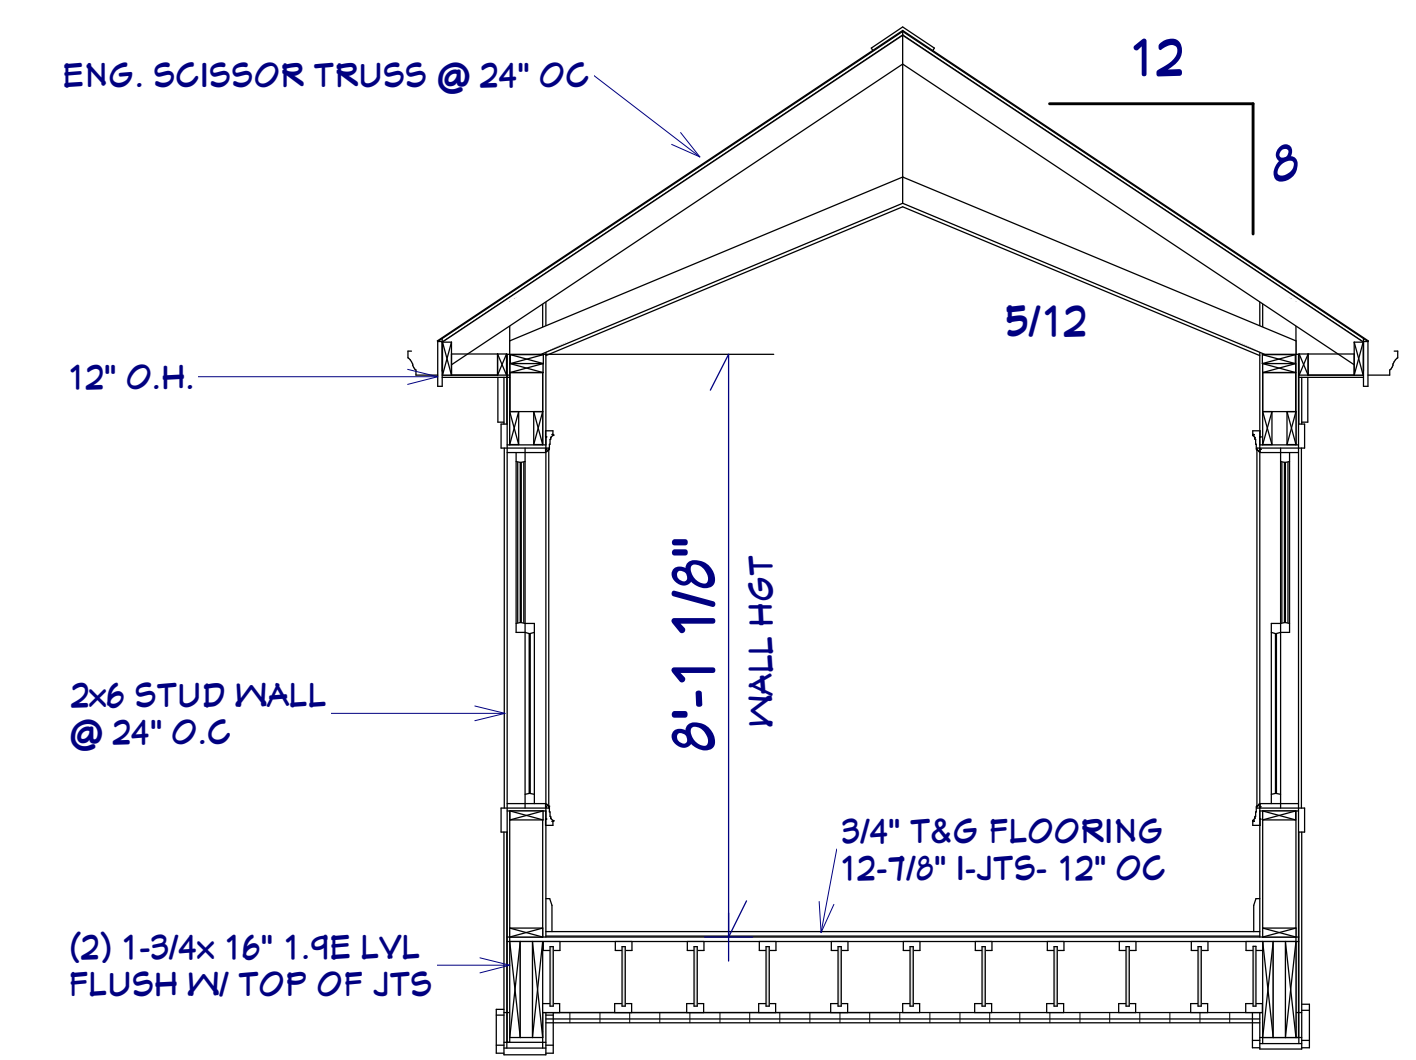 ENG. SCISSOR TRUSS @ 24" OC
12
8
5/12
12" O.H.
8'-1 1/8"
WALL HGT
2x6 STUD WALL
@ 24" O.C
3/4" T&G FLOORING
12-7/8" I-JTS- 12" OC
(2) 1-3/4x 16" 1.9E LVL
FLUSH W/ TOP OF JTS